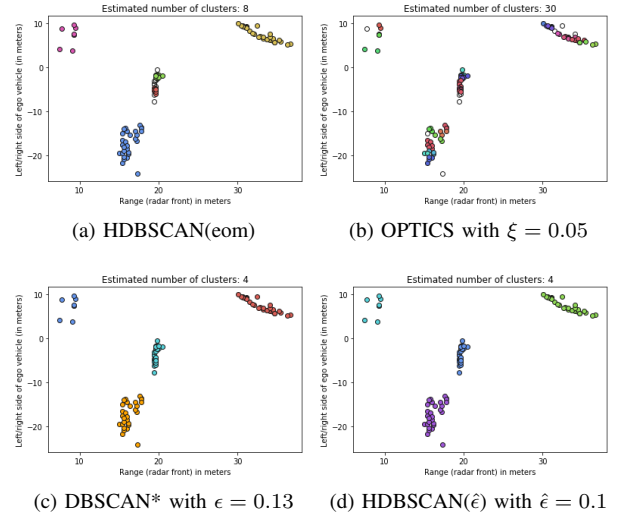 Estimated number of clusters: 8
Left/right side of ego vehicle (in meters)
10
0
−10
−20
10
20
30
Range (radar front) in meters
(a) HDBSCAN(eom)
Estimated number of clusters: 30
Left/right side of ego vehicle (in meters)
10
0
−10
−20
10
20
30
Range (radar front) in meters
(b) OPTICS with ξ = 0.05
Estimated number of clusters: 4
Left/right side of ego vehicle (in meters)
10
0
−10
−20
10
20
30
Range (radar front) in meters
(c) DBSCAN* with ϵ = 0.13
Estimated number of clusters: 4
Left/right side of ego vehicle (in meters)
10
0
−10
−20
10
20
30
Range (radar front) in meters
(d) HDBSCAN(ϵ̂) with ϵ̂ = 0.1